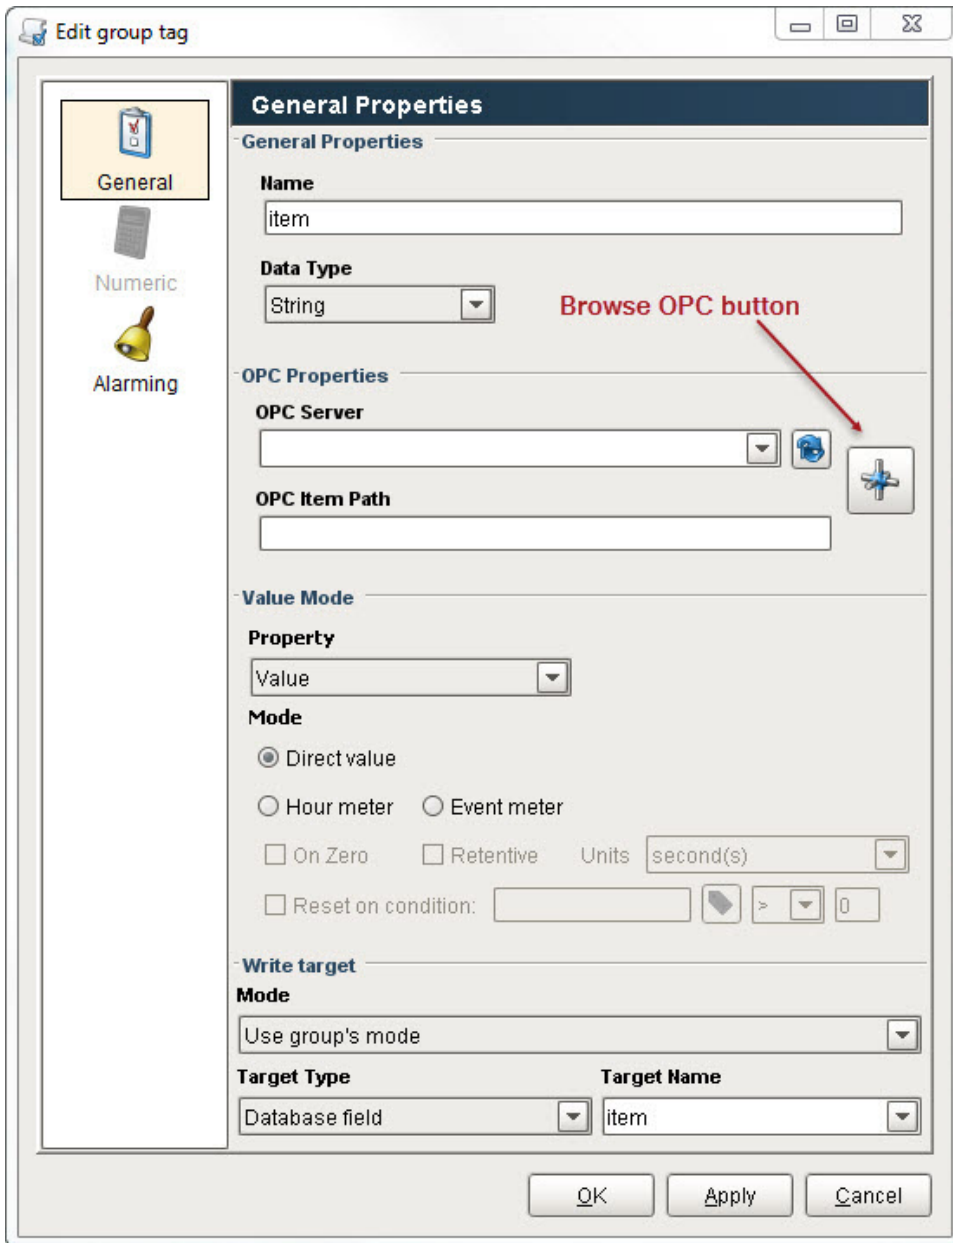 Edit group tag
General
Numeric
Alarming
General Properties
General Properties
Name
item
Data Type
String
Browse OPC button
OPC Properties
OPC Server
OPC Item Path
Value Mode
Property
Value
Mode
Direct value
Hour meter Event meter
On Zero Retentive Units second(s)
Reset on condition: > 0
Write target
Mode
Use group's mode
Target Type Target Name
Database field item
OK Apply Cancel